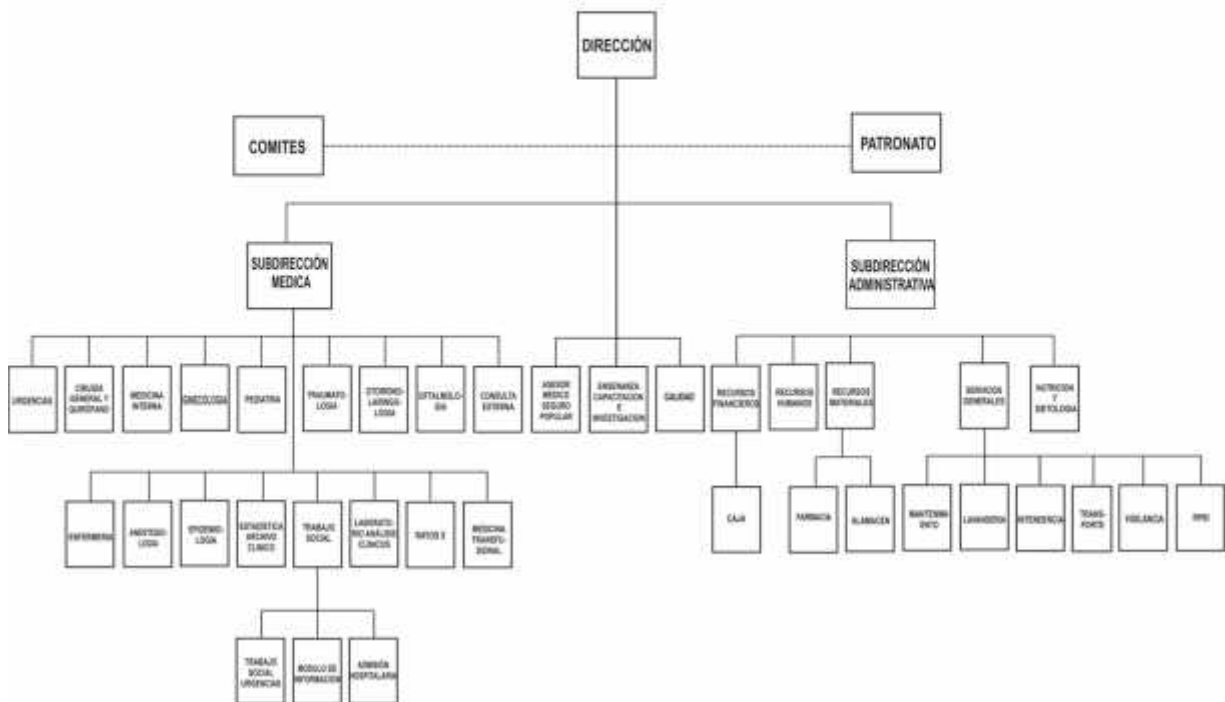 DIRECCIÓN
COMITES
PATRONATO
SUBDIRECCIÓN
MEDICA
SUBDIRECCIÓN
ADMINISTRATIVA
URGENCIAS
CIRUGIA
GENERAL Y
QUIROFANO
MEDICINA
INTERNA
GINECOLOGIA
PEDIATRIA
TRAUMATO-
LOGIA
OTORRINO-
LARINGO-
LOGIA
OFTALMOLO-
GIA
CONSULTA
EXTERNA
ASESOR
MEDICO
SEGURO
POPULAR
ENSEÑANZA
CAPACITACION
E
INVESTIGACION
CALIDAD
RECURSOS
FINANCIEROS
RECURSOS
HUMANOS
RECURSOS
MATERIALES
SERVICIOS
GENERALES
NUTRICION
Y
DIETOLOGIA
ENFERMERIA
ANESTESIO-
LOGIA
EPIDEMIO-
LOGIA
ESTADISTICA
ARCHIVO
CLINICO
TRABAJO
SOCIAL
LABORATO-
RIO ANÁLISIS
CLINICOS
RAYOS X
MEDICINA
TRANSFU-
SIONAL
CAJA
FARMACIA
ALAMACEN
MANTENIMI-
ENTO
LAVANDERIA
INTENDENCIA
TRANS-
PORTE
VIGILANCIA
TRABAJO
SOCIAL
URGENCIAS
MODULO DE
INFORMACION
ADMISIÓN
HOSPITALARIA